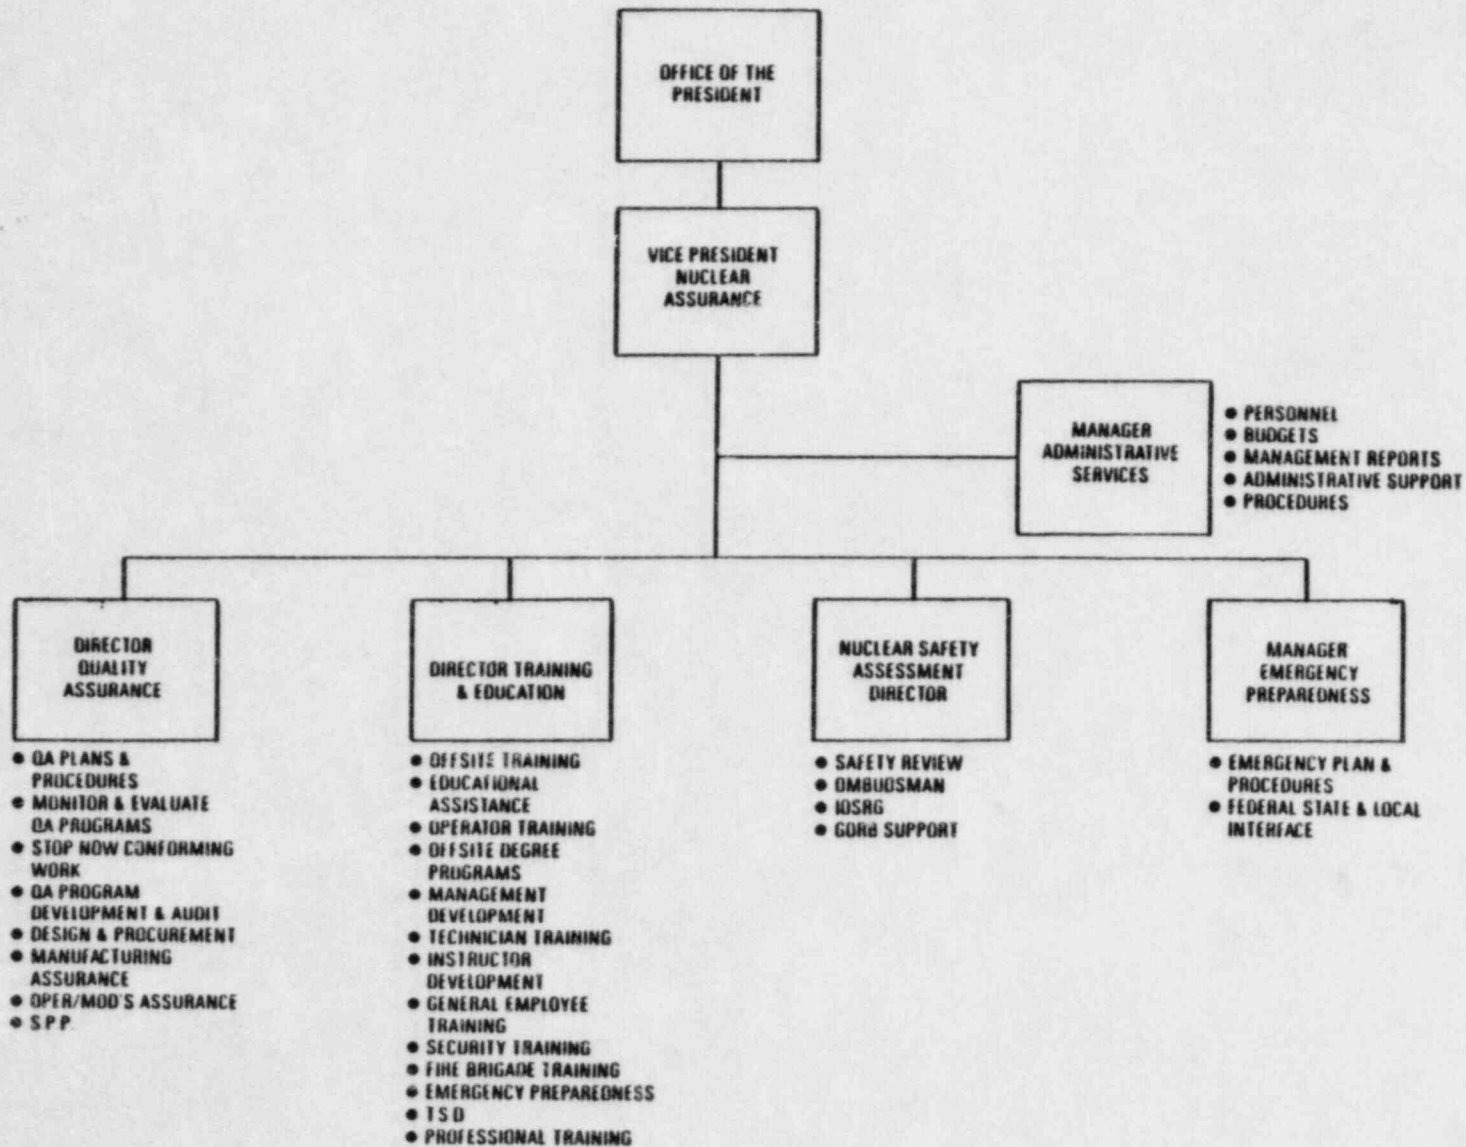 OFFICE OF THE
PRESIDENT
VICE PRESIDENT
NUCLEAR
ASSURANCE
MANAGER
ADMINISTRATIVE
SERVICES
● PERSONNEL
● BUDGETS
● MANAGEMENT REPORTS
● ADMINISTRATIVE SUPPORT
● PROCEDURES
DIRECTOR
QUALITY
ASSURANCE
● QA PLANS &
PROCEDURES
● MONITOR & EVALUATE
QA PROGRAMS
● STOP NOW CONFORMING
WORK
● QA PROGRAM
DEVELOPMENT & AUDIT
● DESIGN & PROCUREMENT
● MANUFACTURING
ASSURANCE
● OPER/MOD'S ASSURANCE
● S.P.P.
DIRECTOR TRAINING
& EDUCATION
● OFFSITE TRAINING
● EDUCATIONAL
ASSISTANCE
● OPERATOR TRAINING
● OFFSITE DEGREE
PROGRAMS
● MANAGEMENT
DEVELOPMENT
● TECHNICIAN TRAINING
● INSTRUCTOR
DEVELOPMENT
● GENERAL EMPLOYEE
TRAINING
● SECURITY TRAINING
● FIRE BRIGADE TRAINING
● EMERGENCY PREPAREDNESS
● T S D
● PROFESSIONAL TRAINING
NUCLEAR SAFETY
ASSESSMENT
DIRECTOR
● SAFETY REVIEW
● OMBUDSMAN
● IOSRG
● GORB SUPPORT
MANAGER
EMERGENCY
PREPAREDNESS
● EMERGENCY PLAN &
PROCEDURES
● FEDERAL STATE & LOCAL
INTERFACE